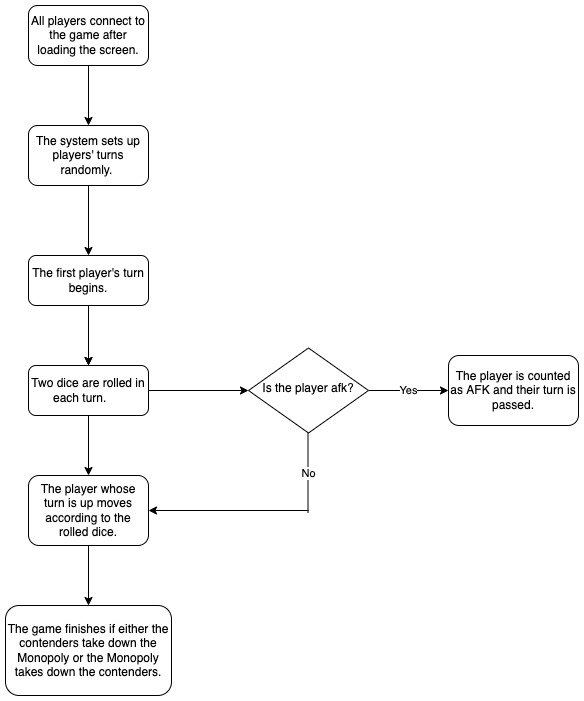 All players connect to
the game after
loading the screen.
The system sets up
players' turns
randomly.
The first player's turn
begins.
Two dice are rolled in
each turn.
Is the player afk?
Yes
The player is counted
as AFK and their turn is
passed.
No
The player whose
turn is up moves
according to the
rolled dice.
The game finishes if either the
contenders take down the
Monopoly or the Monopoly
takes down the contenders.